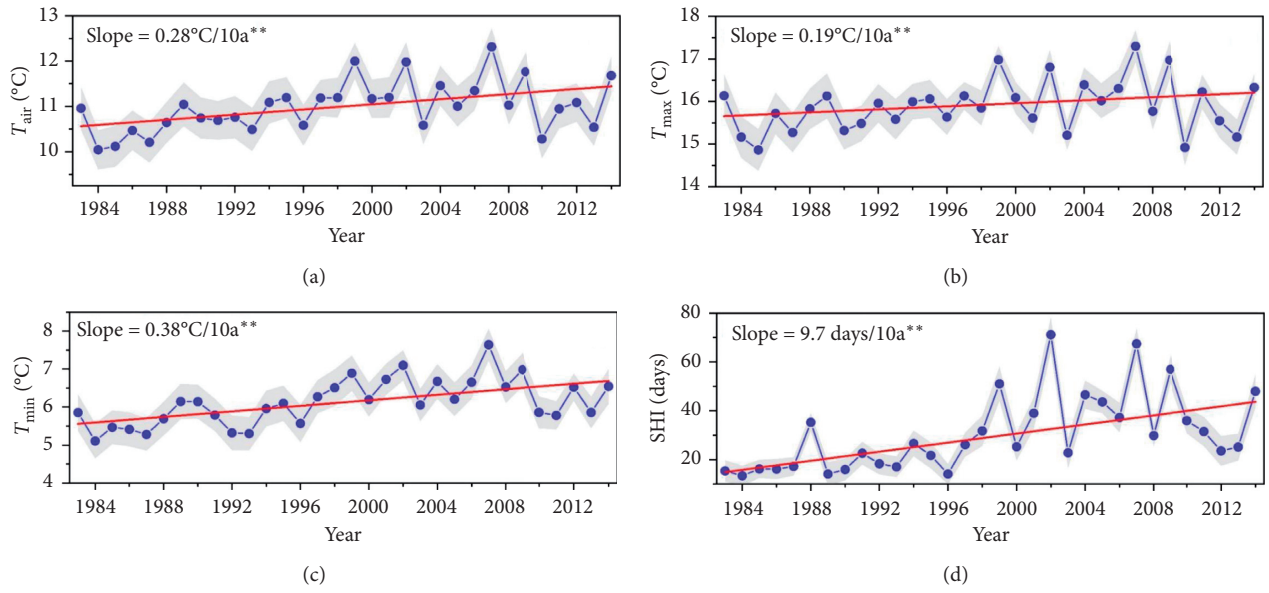 Slope = 0.28°C/10a**
T_air (°C)
13
12
11
10
1984 1988 1992 1996 2000 2004 2008 2012
Year
(a)
Slope = 0.19°C/10a**
T_max (°C)
18
17
16
15
14
1984 1988 1992 1996 2000 2004 2008 2012
Year
(b)
Slope = 0.38°C/10a**
T_min (°C)
8
7
6
5
4
1984 1988 1992 1996 2000 2004 2008 2012
Year
(c)
Slope = 9.7 days/10a**
SHI (days)
80
60
40
20
1984 1988 1992 1996 2000 2004 2008 2012
Year
(d)